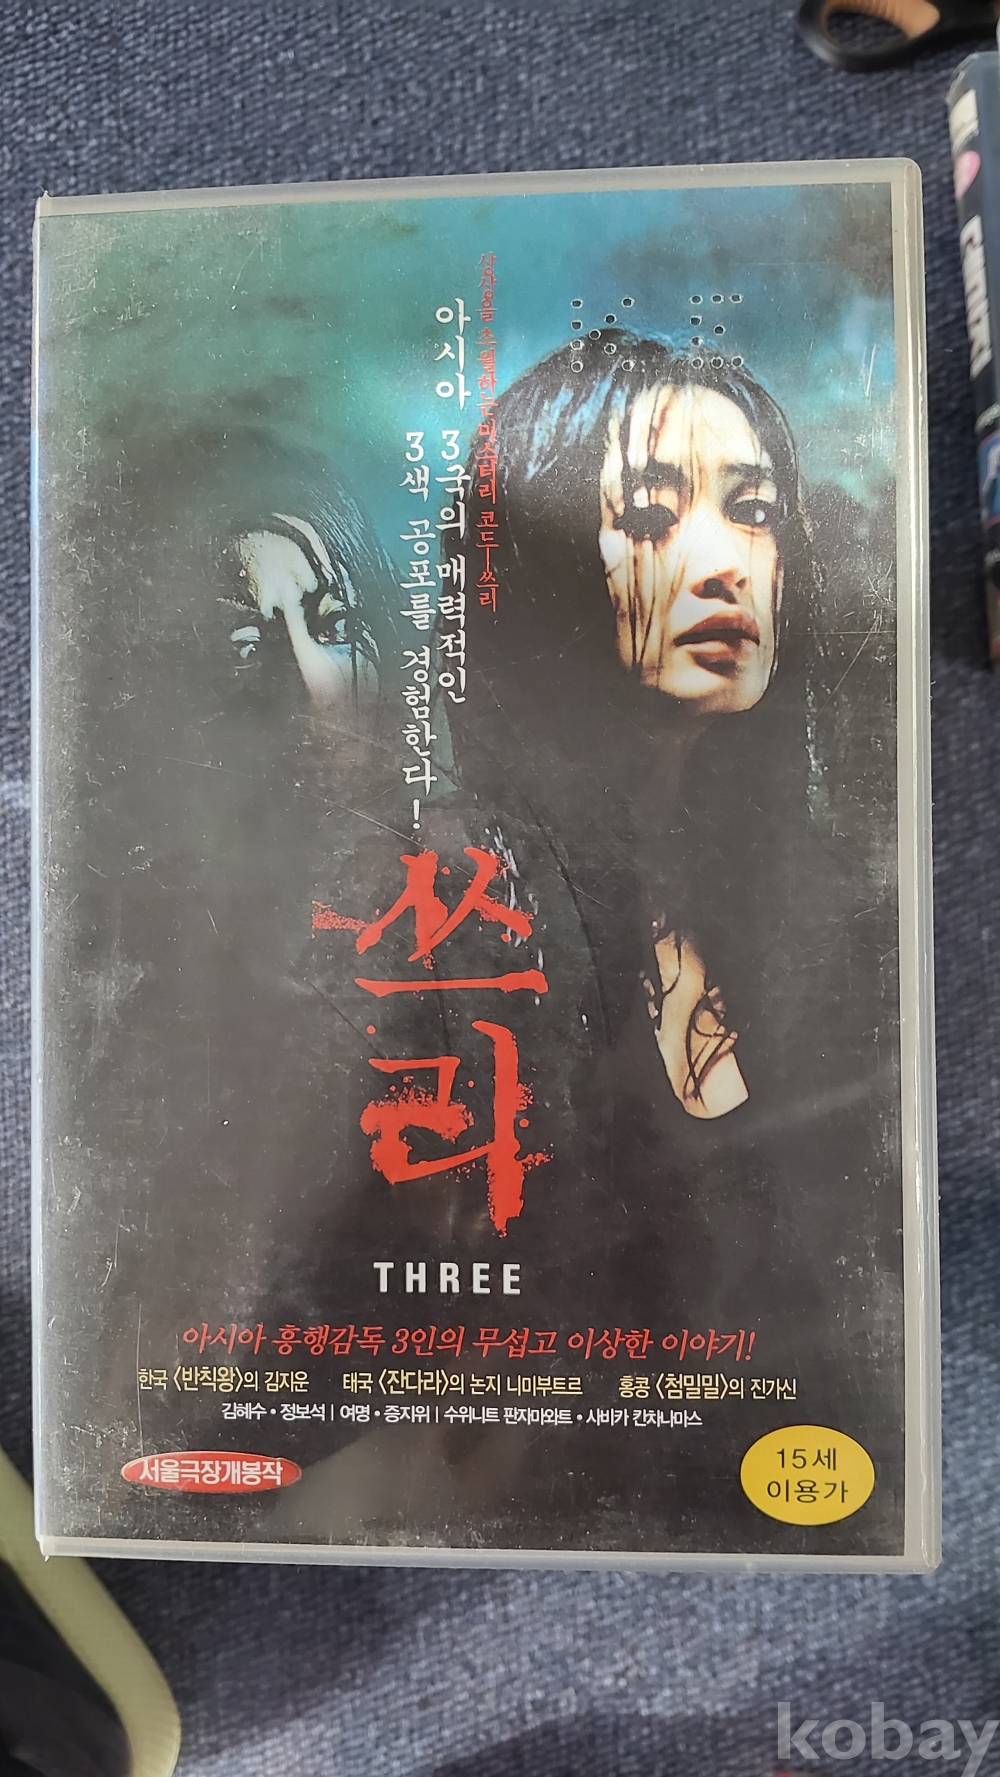 상상을 초월하는 미스터리 코드—쓰리
아시아 3국의 매력적인
3색 공포를 경험한다!
쓰리
THREE
아시아 흥행감독 3인의 무섭고 이상한 이야기!
한국 <반칙왕>의 김지운 태국 <잔다라>의 논지 니미부트르 홍콩 <첨밀밀>의 진가신
김혜수·정보석 | 여명·증지위 | 수위니트 판자마와트·사비카 칸차나마스
서울극장개봉작
15세
이용가
kobay